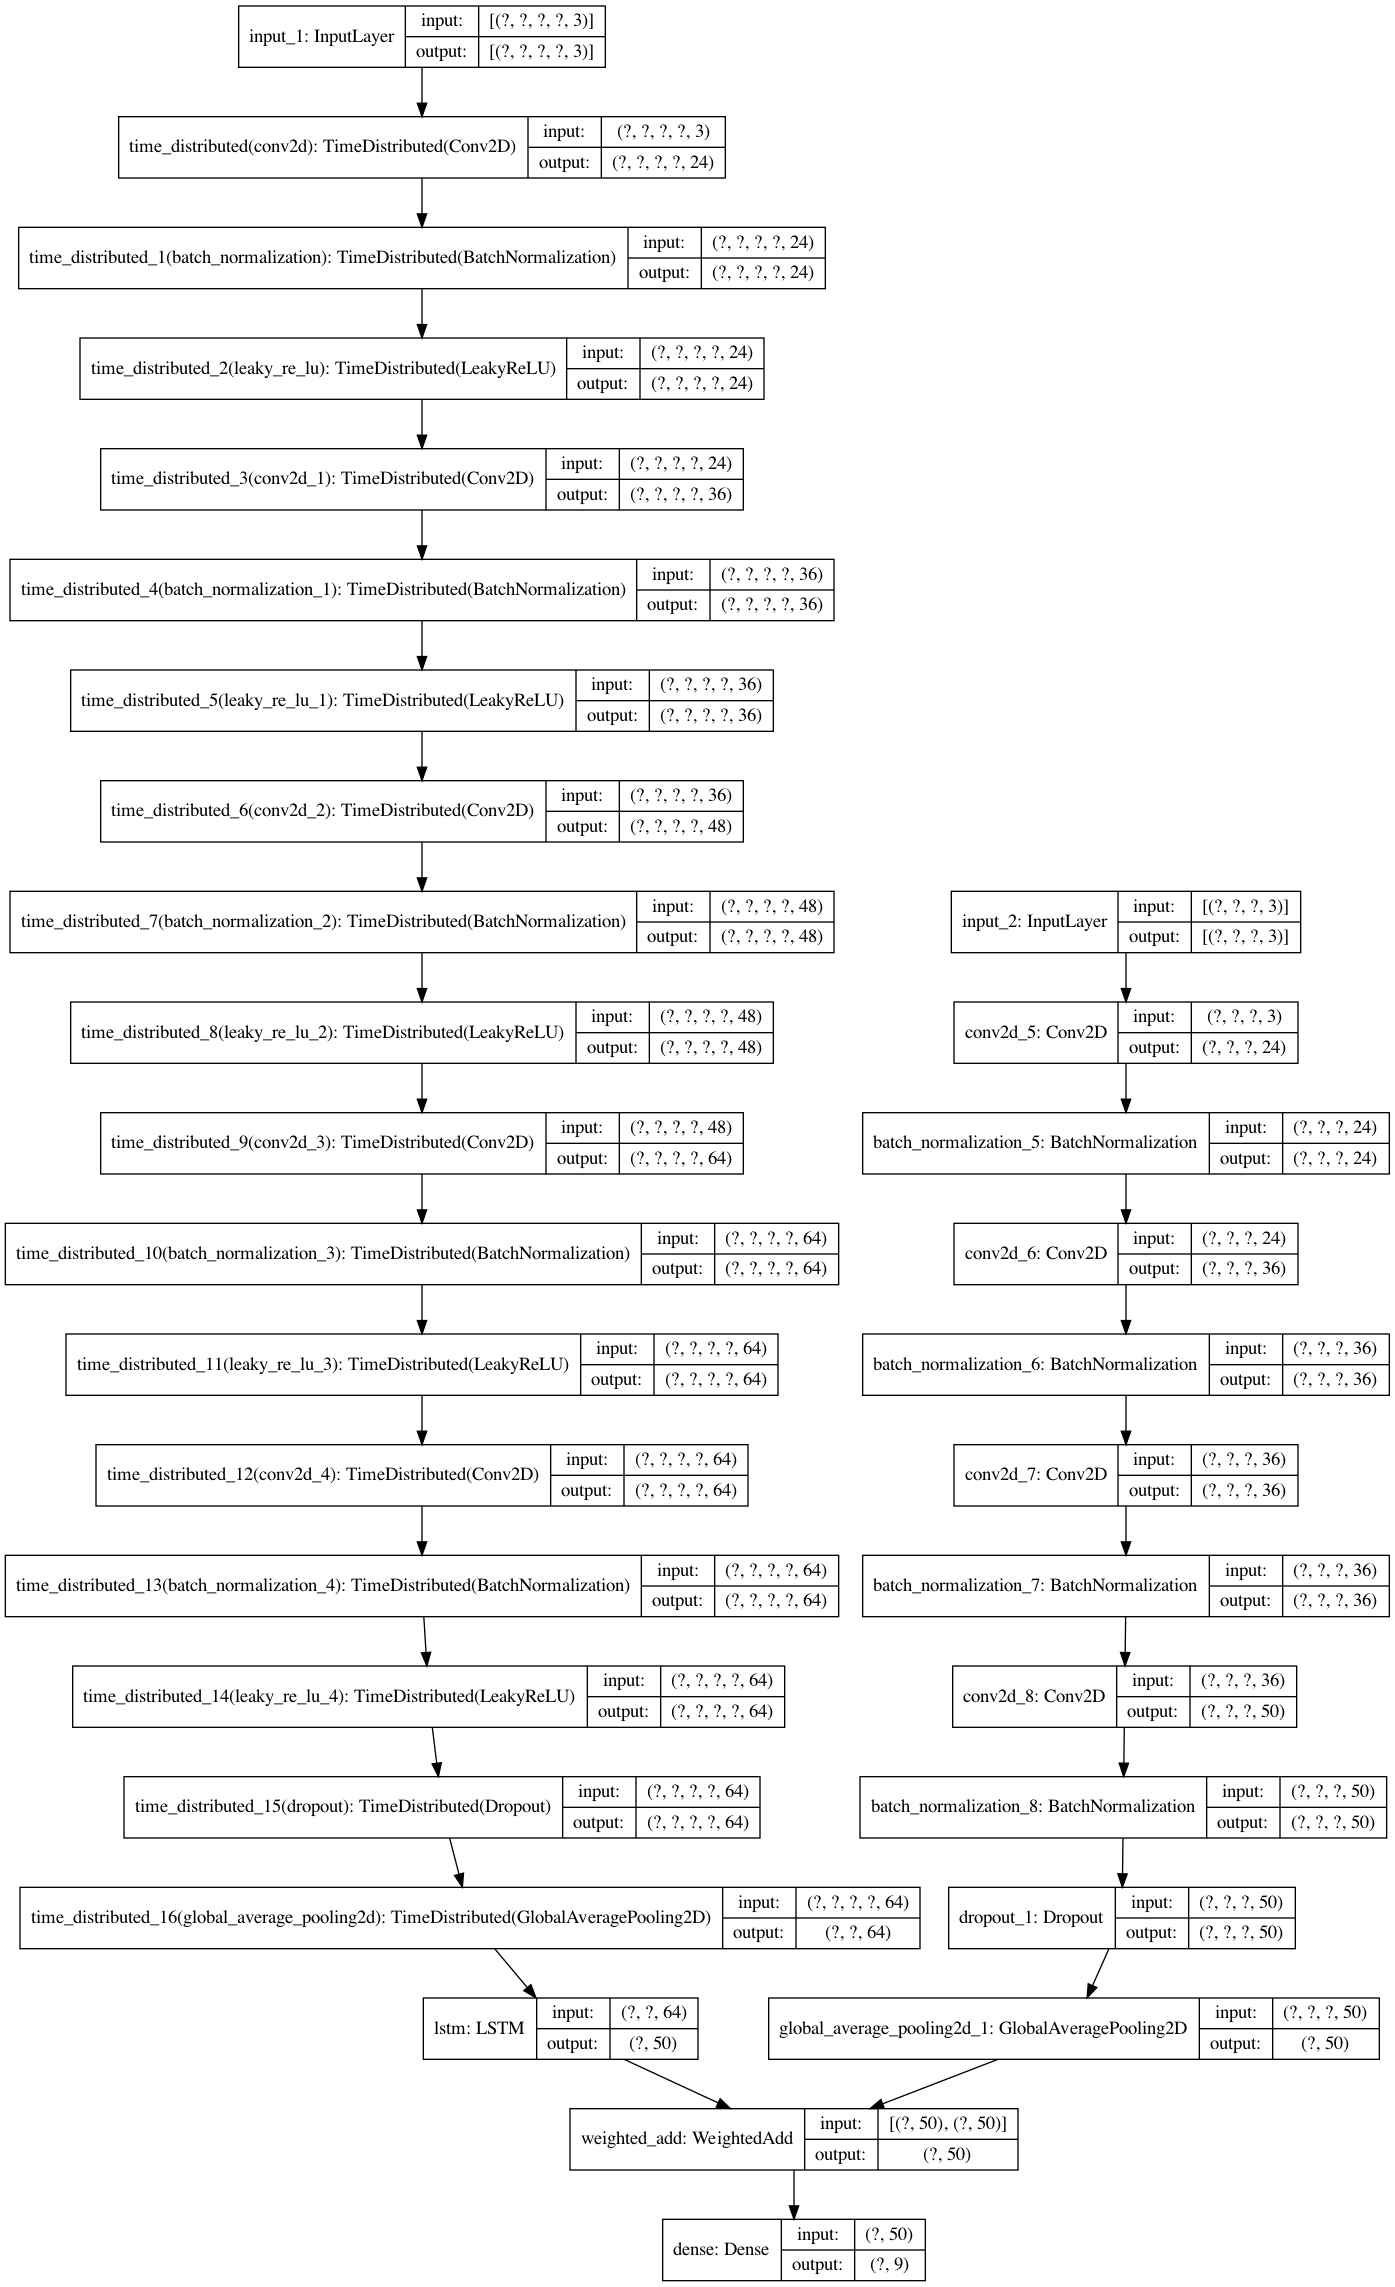 input_1: InputLayer
input:
[(?, ?, ?, ?, 3)]
output:
[(?, ?, ?, ?, 3)]
time_distributed(conv2d): TimeDistributed(Conv2D)
input:
(?, ?, ?, ?, 3)
output:
(?, ?, ?, ?, 24)
time_distributed_1(batch_normalization): TimeDistributed(BatchNormalization)
input:
(?, ?, ?, ?, 24)
output:
(?, ?, ?, ?, 24)
time_distributed_2(leaky_re_lu): TimeDistributed(LeakyReLU)
input:
(?, ?, ?, ?, 24)
output:
(?, ?, ?, ?, 24)
time_distributed_3(conv2d_1): TimeDistributed(Conv2D)
input:
(?, ?, ?, ?, 24)
output:
(?, ?, ?, ?, 36)
time_distributed_4(batch_normalization_1): TimeDistributed(BatchNormalization)
input:
(?, ?, ?, ?, 36)
output:
(?, ?, ?, ?, 36)
time_distributed_5(leaky_re_lu_1): TimeDistributed(LeakyReLU)
input:
(?, ?, ?, ?, 36)
output:
(?, ?, ?, ?, 36)
time_distributed_6(conv2d_2): TimeDistributed(Conv2D)
input:
(?, ?, ?, ?, 36)
output:
(?, ?, ?, ?, 48)
time_distributed_7(batch_normalization_2): TimeDistributed(BatchNormalization)
input:
(?, ?, ?, ?, 48)
output:
(?, ?, ?, ?, 48)
time_distributed_8(leaky_re_lu_2): TimeDistributed(LeakyReLU)
input:
(?, ?, ?, ?, 48)
output:
(?, ?, ?, ?, 48)
time_distributed_9(conv2d_3): TimeDistributed(Conv2D)
input:
(?, ?, ?, ?, 48)
output:
(?, ?, ?, ?, 64)
time_distributed_10(batch_normalization_3): TimeDistributed(BatchNormalization)
input:
(?, ?, ?, ?, 64)
output:
(?, ?, ?, ?, 64)
time_distributed_11(leaky_re_lu_3): TimeDistributed(LeakyReLU)
input:
(?, ?, ?, ?, 64)
output:
(?, ?, ?, ?, 64)
time_distributed_12(conv2d_4): TimeDistributed(Conv2D)
input:
(?, ?, ?, ?, 64)
output:
(?, ?, ?, ?, 64)
time_distributed_13(batch_normalization_4): TimeDistributed(BatchNormalization)
input:
(?, ?, ?, ?, 64)
output:
(?, ?, ?, ?, 64)
time_distributed_14(leaky_re_lu_4): TimeDistributed(LeakyReLU)
input:
(?, ?, ?, ?, 64)
output:
(?, ?, ?, ?, 64)
time_distributed_15(dropout): TimeDistributed(Dropout)
input:
(?, ?, ?, ?, 64)
output:
(?, ?, ?, ?, 64)
time_distributed_16(global_average_pooling2d): TimeDistributed(GlobalAveragePooling2D)
input:
(?, ?, ?, ?, 64)
output:
(?, ?, 64)
lstm: LSTM
input:
(?, ?, 64)
output:
(?, 50)
input_2: InputLayer
input:
[(?, ?, ?, 3)]
output:
[(?, ?, ?, 3)]
conv2d_5: Conv2D
input:
(?, ?, ?, 3)
output:
(?, ?, ?, 24)
batch_normalization_5: BatchNormalization
input:
(?, ?, ?, 24)
output:
(?, ?, ?, 24)
conv2d_6: Conv2D
input:
(?, ?, ?, 24)
output:
(?, ?, ?, 36)
batch_normalization_6: BatchNormalization
input:
(?, ?, ?, 36)
output:
(?, ?, ?, 36)
conv2d_7: Conv2D
input:
(?, ?, ?, 36)
output:
(?, ?, ?, 36)
batch_normalization_7: BatchNormalization
input:
(?, ?, ?, 36)
output:
(?, ?, ?, 36)
conv2d_8: Conv2D
input:
(?, ?, ?, 36)
output:
(?, ?, ?, 50)
batch_normalization_8: BatchNormalization
input:
(?, ?, ?, 50)
output:
(?, ?, ?, 50)
dropout_1: Dropout
input:
(?, ?, ?, 50)
output:
(?, ?, ?, 50)
global_average_pooling2d_1: GlobalAveragePooling2D
input:
(?, ?, ?, 50)
output:
(?, 50)
weighted_add: WeightedAdd
input:
[(?, 50), (?, 50)]
output:
(?, 50)
dense: Dense
input:
(?, 50)
output:
(?, 9)